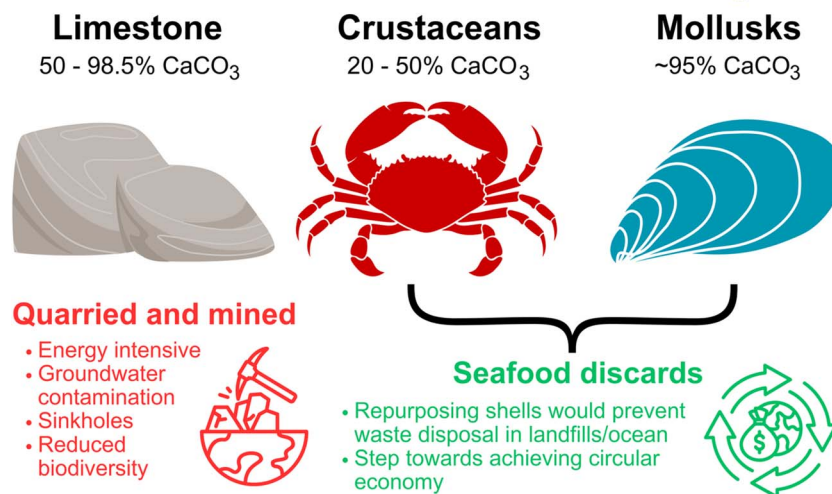 Limestone
50 - 98.5% CaCO₃
Crustaceans
20 - 50% CaCO₃
Mollusks
~95% CaCO₃
Quarried and mined
• Energy intensive
• Groundwater
contamination
• Sinkholes
• Reduced
biodiversity
Seafood discards
• Repurposing shells would prevent
waste disposal in landfills/ocean
• Step towards achieving circular
economy
$